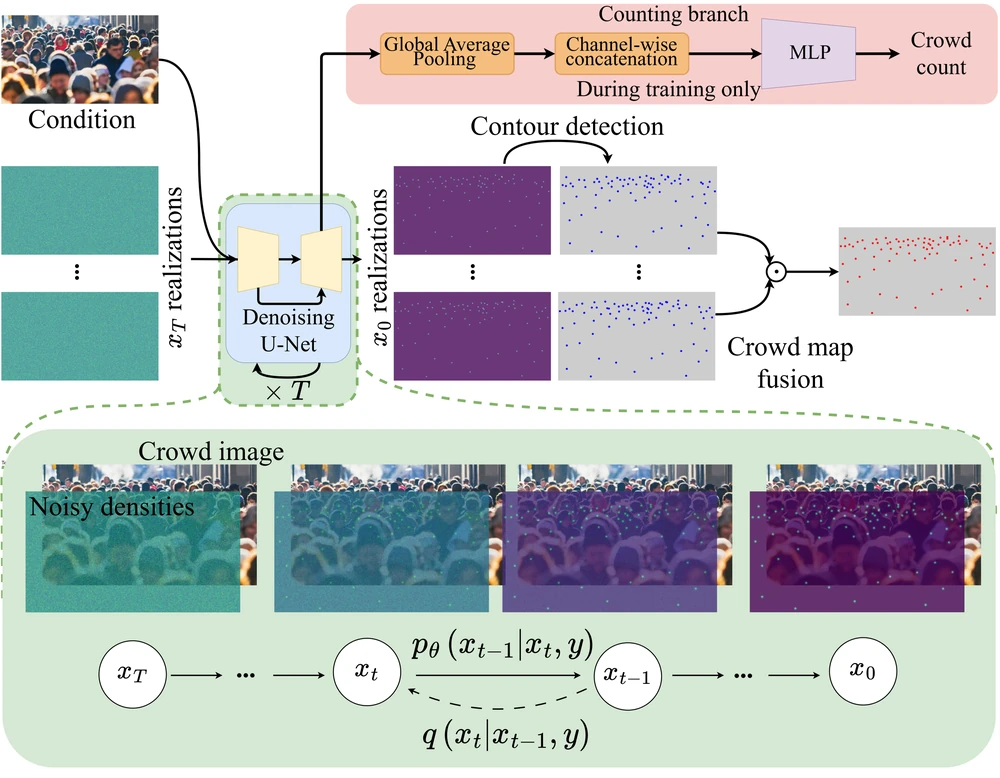 Counting branch
Global Average
Pooling
Channel-wise
concatenation
MLP
Crowd
count
During training only
Condition
Contour detection
...
x_T realizations
Denoising
U-Net
× T
x_0 realizations
...
...
Crowd map
fusion
Crowd image
Noisy densities
x_T
...
x_t
p_θ (x_{t−1}|x_t, y)
x_{t−1}
...
x_0
q (x_t|x_{t−1}, y)